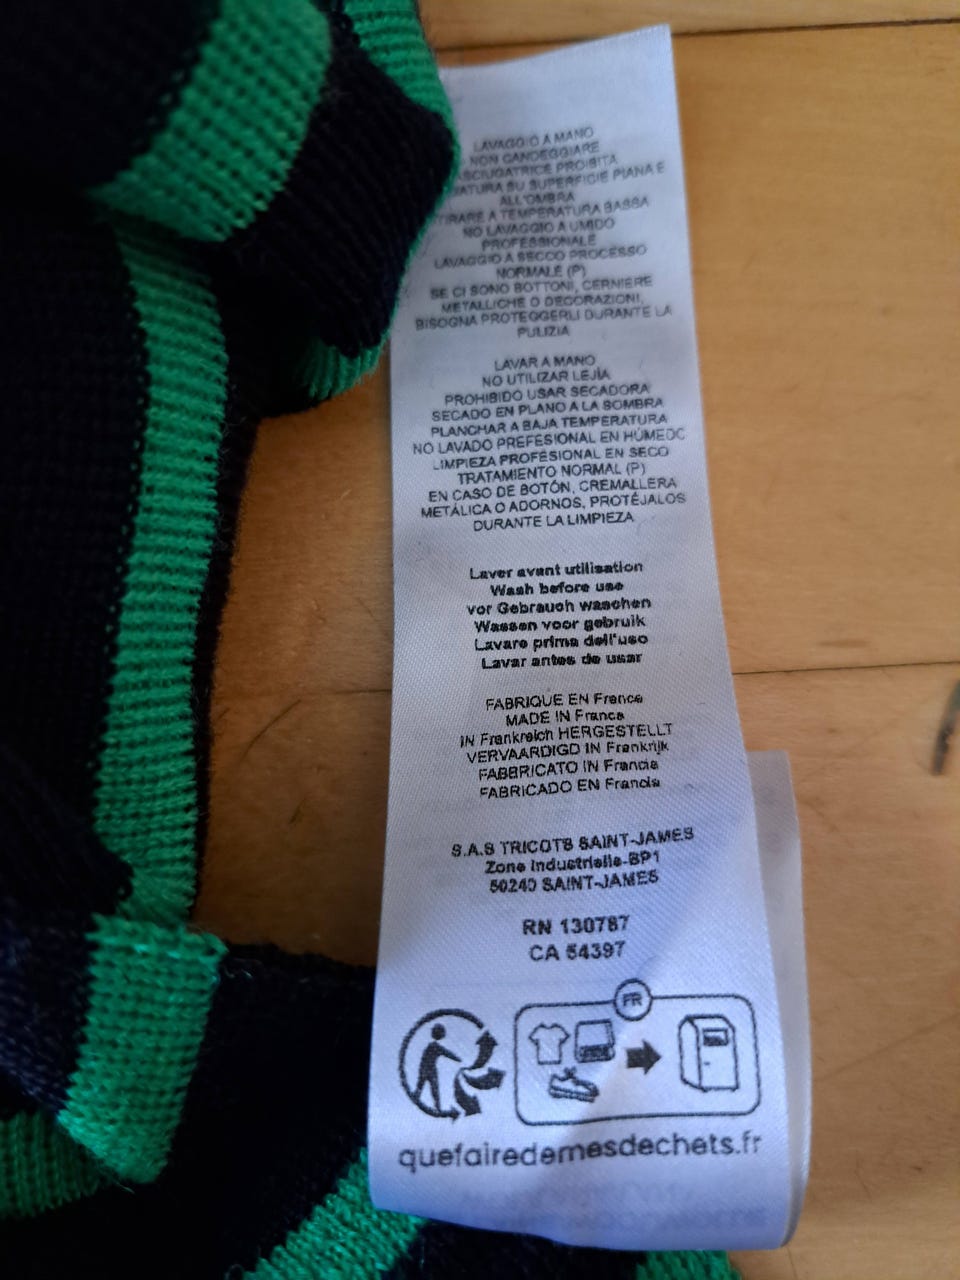 LAVAGGIO A MANO
NON CANDEGGIARE
ASCIUGATRICE PROIBITA
ATURA SU SUPERFICIE PIANA E
ALL'OMBRA
TIRARE A TEMPERATURA BASSA
NO LAVAGGIO A UMIDO
PROFESSIONALE
LAVAGGIO A SECCO PROCESSO
NORMALE (P)
SE CI SONO BOTTONI, CERNIERE
METALLICHE O DECORAZIONI,
BISOGNA PROTEGGERLI DURANTE LA
PULIZIA
LAVAR A MANO
NO UTILIZAR LEJÍA
PROHIBIDO USAR SECADORA
SECADO EN PLANO A LA SOMBRA
PLANCHAR A BAJA TEMPERATURA
NO LAVADO PREFESIONAL EN HÚMEDO
LIMPIEZA PROFESIONAL EN SECO
TRATAMIENTO NORMAL (P)
EN CASO DE BOTÓN, CREMALLERA
METÁLICA O ADORNOS, PROTÉJALOS
DURANTE LA LIMPIEZA
Laver avant utilisation
Wash before use
vor Gebrauch waschen
Wassen voor gebruik
Lavare prima dell'uso
Lavar antes de usar
FABRIQUE EN France
MADE IN France
IN Frankreich HERGESTELLT
VERVAARDIGD IN Frankrijk
FABBRICATO IN Francia
FABRICADO EN Francia
S.A.S TRICOTS SAINT-JAMES
Zone Industrielle-BP1
50240 SAINT-JAMES
RN 130787
CA 54397
FR
quefairedemesdechets.fr